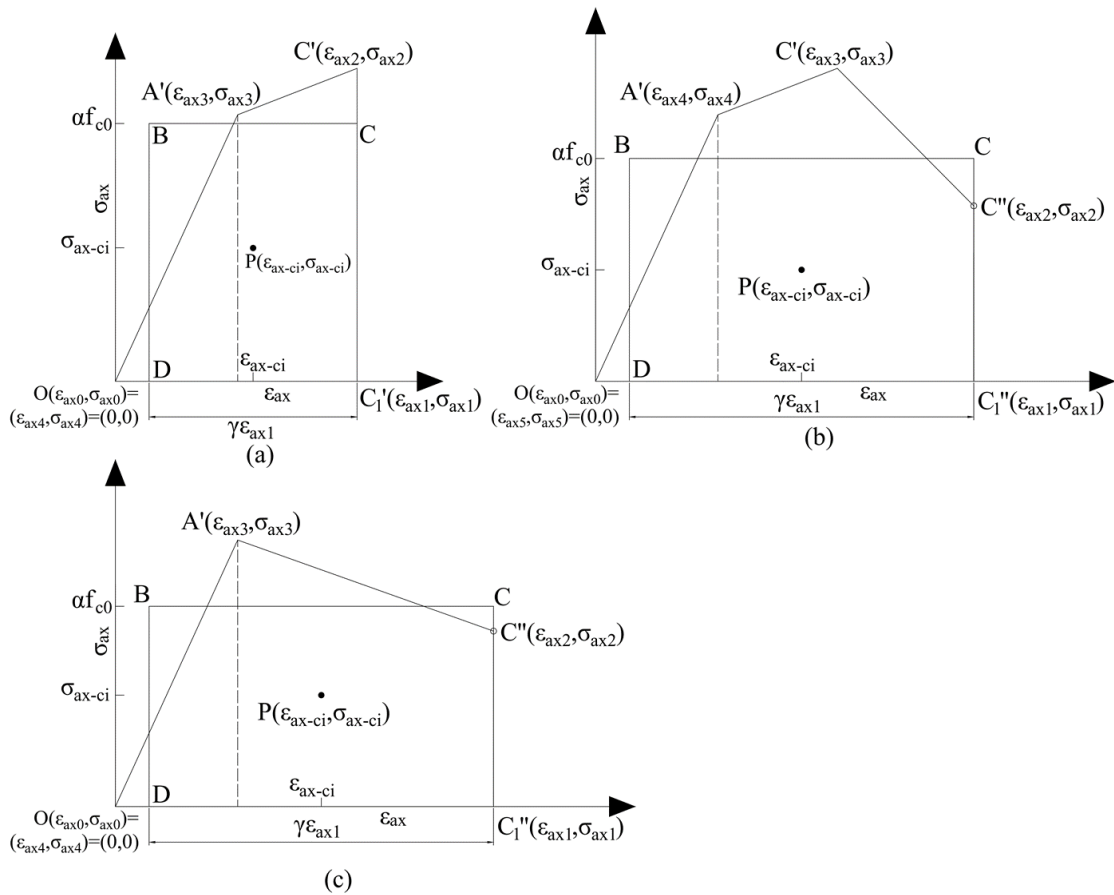 C'(εax2,σax2)
A'(εax3,σax3)
αfc0
B
C
σax
σax-ci
P(εax-ci,σax-ci)
D
εax-ci
O(εax0,σax0)=
(εax4,σax4)=(0,0)
εax
C1'(εax1,σax1)
γεax1
(a)
C'(εax3,σax3)
A'(εax4,σax4)
B
C
αfc0
σax
C''(εax2,σax2)
σax-ci
P(εax-ci,σax-ci)
D
εax-ci
O(εax0,σax0)=
(εax5,σax5)=(0,0)
εax
C1''(εax1,σax1)
γεax1
(b)
A'(εax3,σax3)
B
C
αfc0
σax
C''(εax2,σax2)
σax-ci
P(εax-ci,σax-ci)
D
εax-ci
O(εax0,σax0)=
(εax4,σax4)=(0,0)
γεax1
εax
C1''(εax1,σax1)
(c)